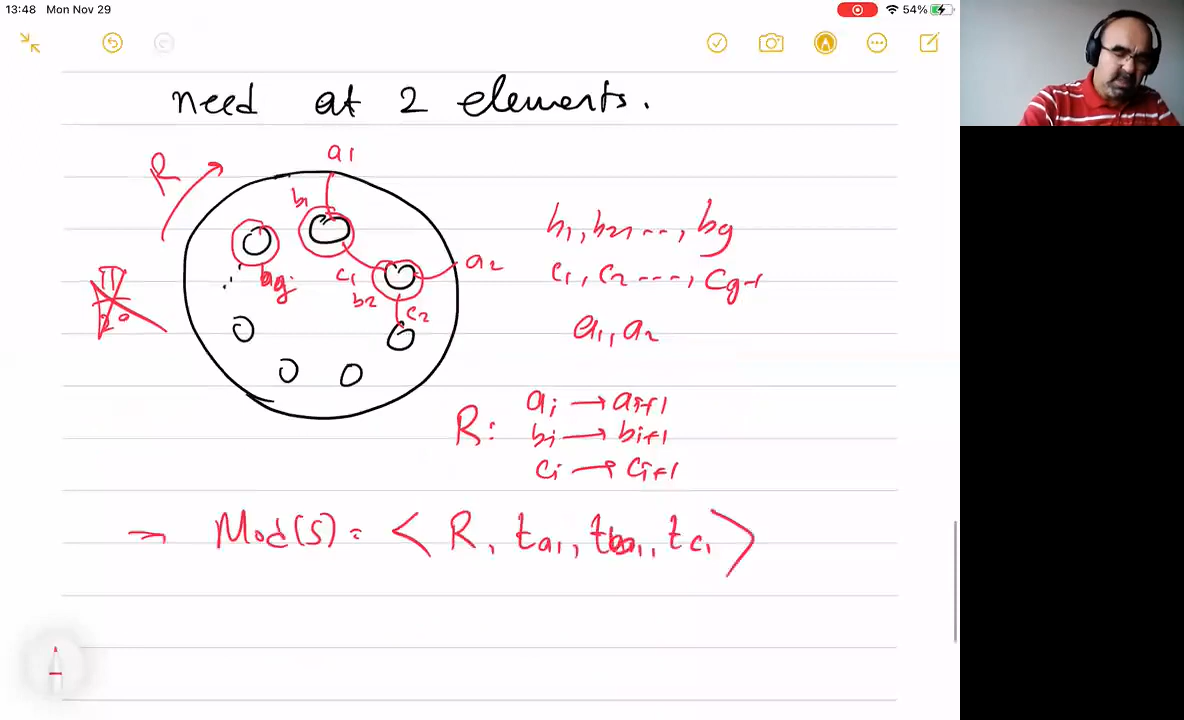 13:48 Mon Nov 29
54%
need at 2 elements.
a1
R
b1
a2
c1
b2
bg
c2
b1, b2, ..., bg
c1, c2 ..., cg-1
a1, a2
R: ai → ai+1
bi → bi+1
ci → ci+1
→ Mod(S) = < R, ta1, tb1, tc1 >